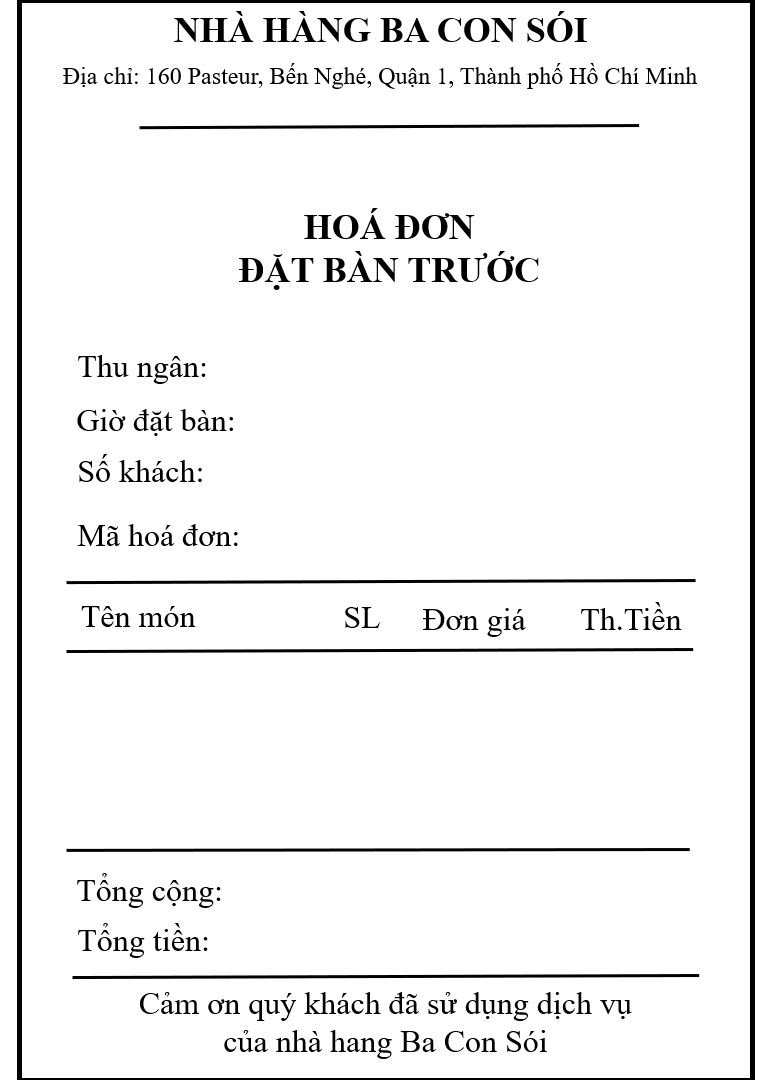 NHÀ HÀNG BA CON SÓI
Địa chỉ: 160 Pasteur, Bến Nghé, Quận 1, Thành phố Hồ Chí Minh
HOÁ ĐƠN
ĐẶT BÀN TRƯỚC
Thu ngân:
Giờ đặt bàn:
Số khách:
Mã hoá đơn:
Tên món SL Đơn giá Th.Tiền
Tổng cộng:
Tổng tiền:
Cảm ơn quý khách đã sử dụng dịch vụ
của nhà hang Ba Con Sói